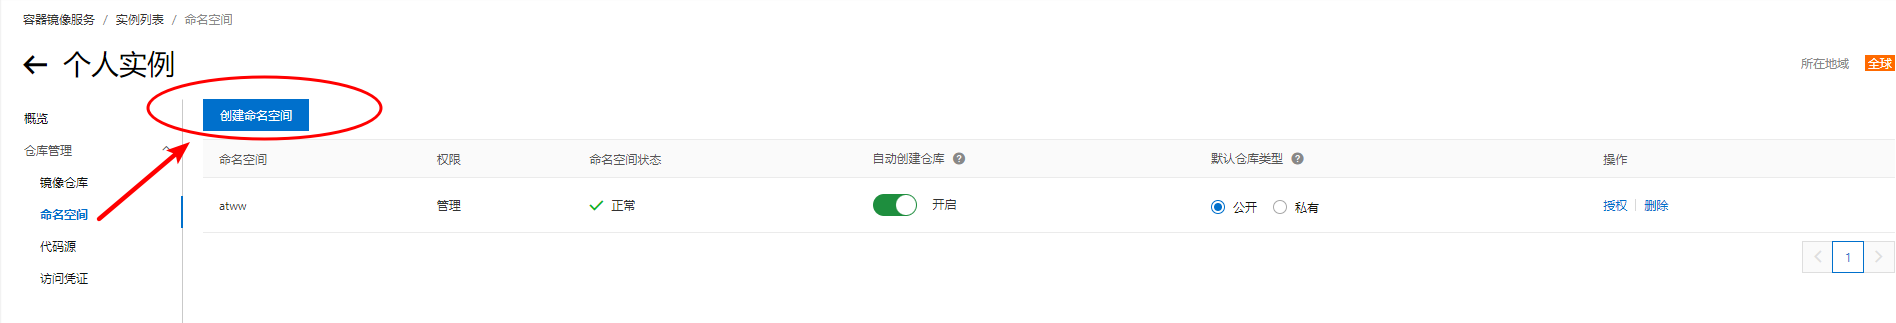 容器镜像服务 / 实例列表 / 命名空间
个人实例
所在地域 全球
概览
仓库管理
镜像仓库
命名空间
代码源
访问凭证
创建命名空间
命名空间 权限 命名空间状态 自动创建仓库 默认仓库类型 操作
atww 管理 正常 开启 公开 私有 授权 删除
1